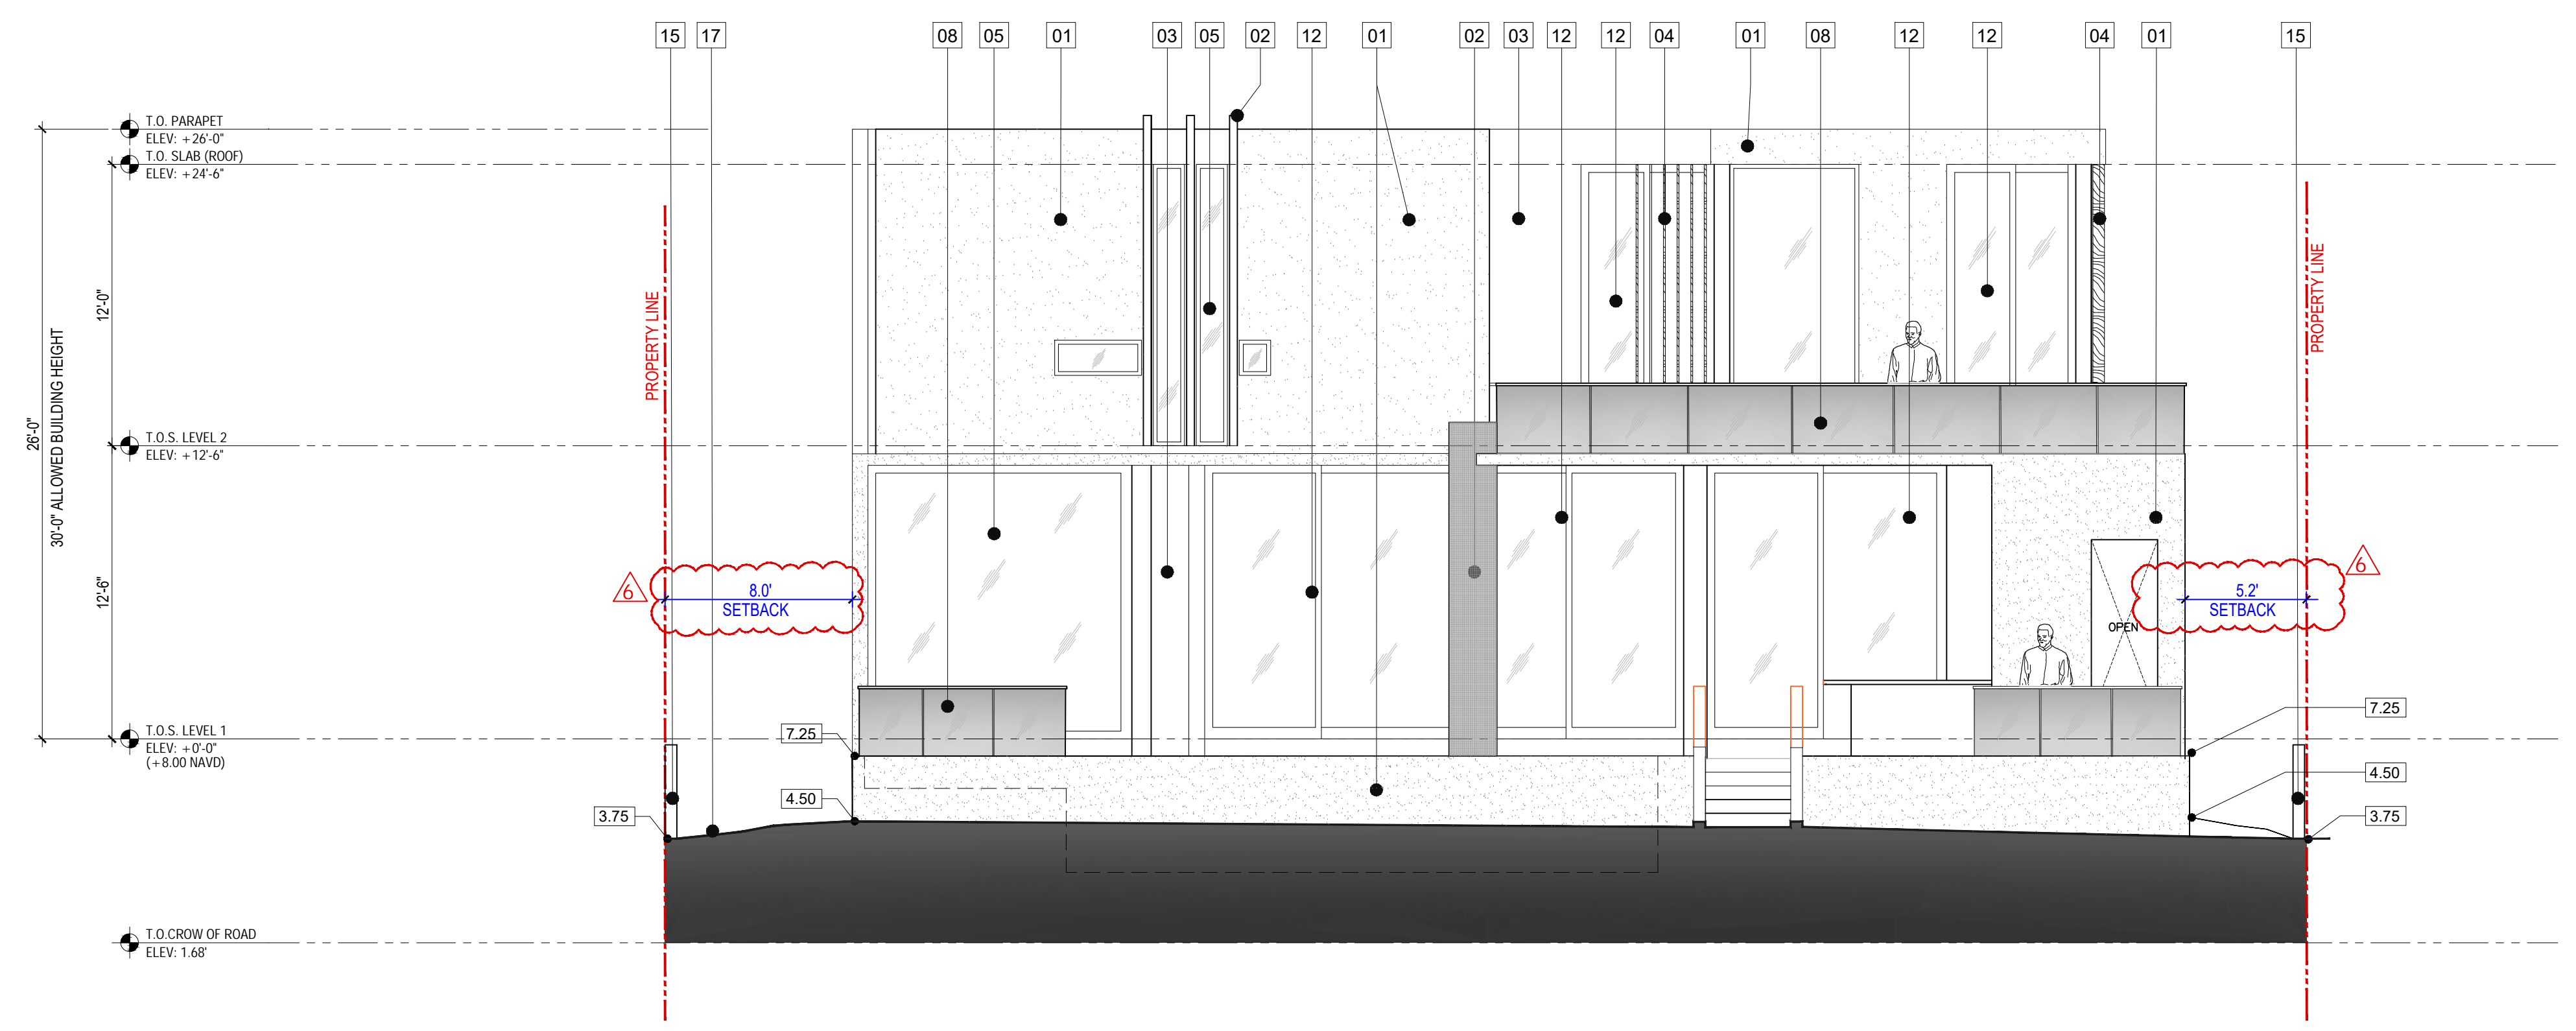 15 17 08 05 01 03 05 02 12 01 02 03 12 12 04 01 08 12 12 04 01 15
T.O. PARAPET
ELEV: +26'-0"
T.O. SLAB (ROOF)
ELEV: +24'-6"
12'-0"
26'-0"
30'-0" ALLOWED BUILDING HEIGHT
PROPERTY LINE
PROPERTY LINE
T.O.S. LEVEL 2
ELEV: +12'-6"
12'-6"
6
8.0'
SETBACK
6
5.2'
SETBACK
OPEN
T.O.S. LEVEL 1
ELEV: +0'-0"
(+8.00 NAVD)
7.25
4.50
3.75
7.25
4.50
3.75
T.O.CROW OF ROAD
ELEV: 1.68'